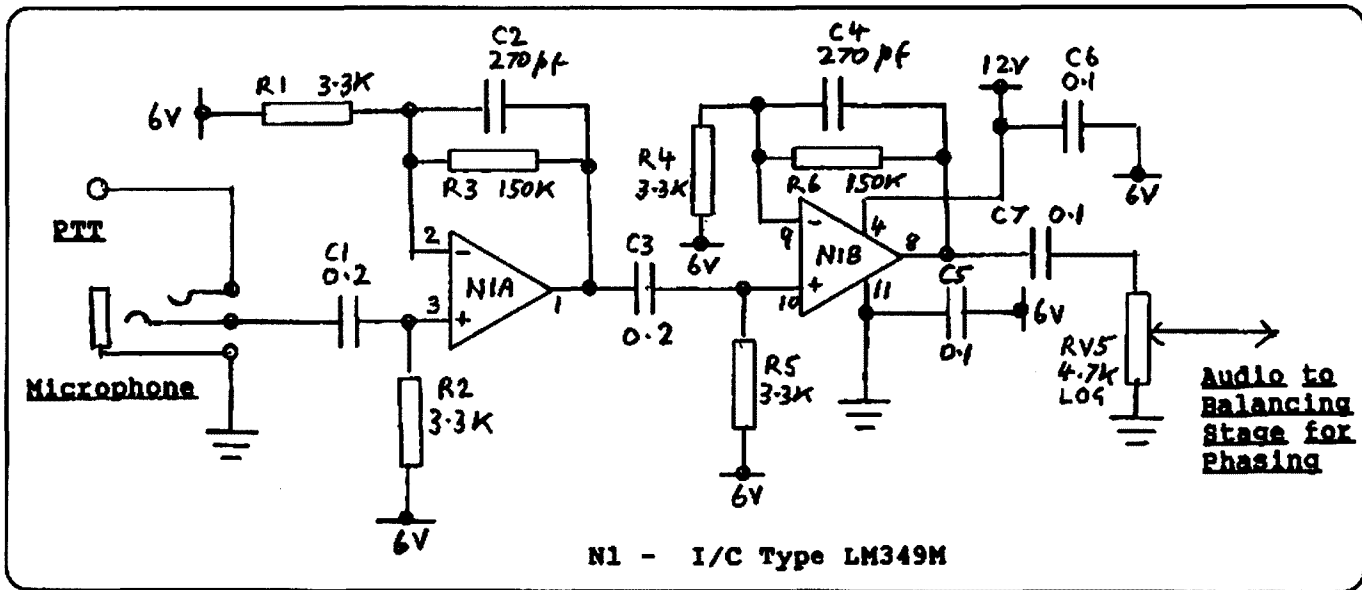 C2
270pf
R1 3.3K
6V
R3 150K
PTT
C1
0.2
2
-
N1A
1
3
+
Microphone
R2
3.3K
6V
C3
0.2
C4
270pf
R4
3.3K
6V
R6 150K
12V
C6
0.1
6V
9
-
N1B
4
8
10
+
11
C7 0.1
C5
0.1
6V
R5
3.3K
6V
RV5
4.7K
LOG
Audio to
Balancing
Stage for
Phasing
N1 - I/C Type LM349M